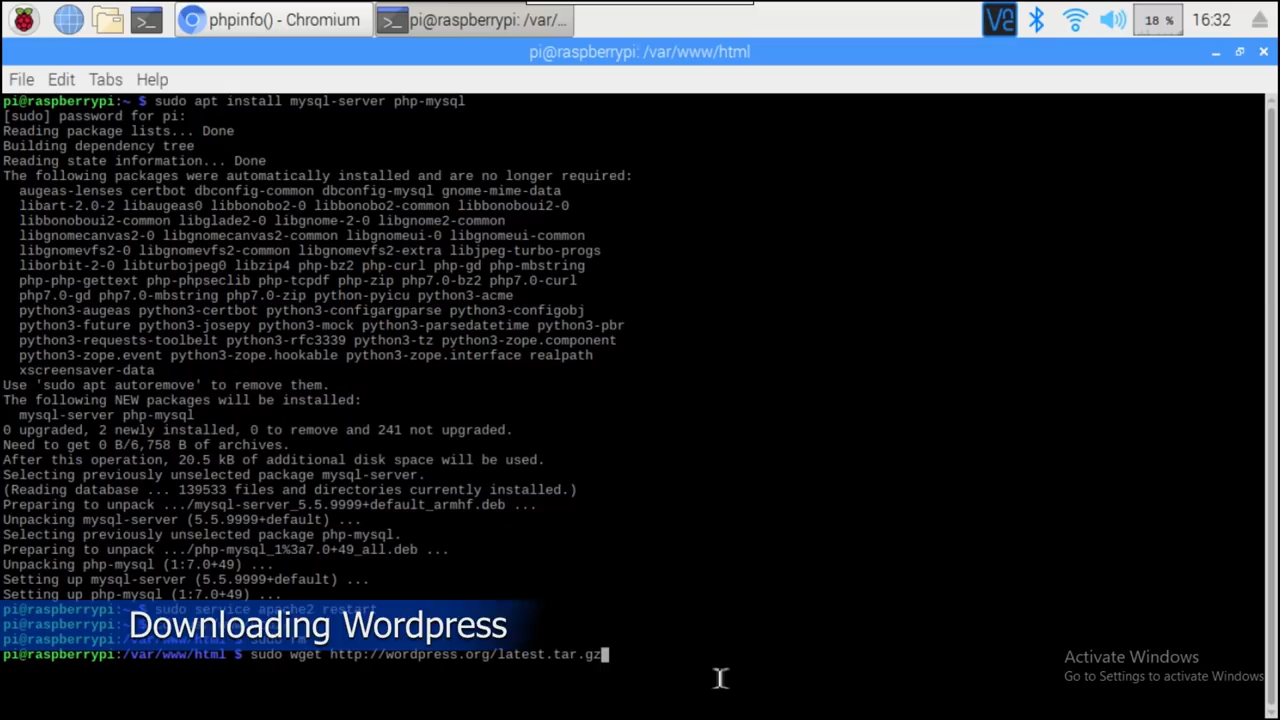 phpinfo() - Chromium
pi@raspberrypi: /var/...
18 %
16:32
pi@raspberrypi: /var/www/html
File Edit Tabs Help
pi@raspberrypi:~ $ sudo apt install mysql-server php-mysql
[sudo] password for pi:
Reading package lists... Done
Building dependency tree
Reading state information... Done
The following packages were automatically installed and are no longer required:
augeas-lenses certbot dbconfig-common dbconfig-mysql gnome-mime-data
libart-2.0-2 libaugeas0 libbonobo2-0 libbonobo2-common libbonoboui2-0
libbonoboui2-common libglade2-0 libgnome-2-0 libgnome2-common
libgnomecanvas2-0 libgnomecanvas2-common libgnomeui-0 libgnomeui-common
libgnomevfs2-0 libgnomevfs2-common libgnomevfs2-extra libjpeg-turbo-progs
liborbit-2-0 libturbojpeg0 libzip4 php-bz2 php-curl php-gd php-mbstring
php-php-gettext php-phpseclib php-tcpdf php-zip php7.0-bz2 php7.0-curl
php7.0-gd php7.0-mbstring php7.0-zip python-pyicu python3-acme
python3-augeas python3-certbot python3-configargparse python3-configobj
python3-future python3-josepy python3-mock python3-parsedatetime python3-pbr
python3-requests-toolbelt python3-rfc3339 python3-tz python3-zope.component
python3-zope.event python3-zope.hookable python3-zope.interface realpath
xscreensaver-data
Use 'sudo apt autoremove' to remove them.
The following NEW packages will be installed:
mysql-server php-mysql
0 upgraded, 2 newly installed, 0 to remove and 241 not upgraded.
Need to get 0 B/6,758 B of archives.
After this operation, 20.5 kB of additional disk space will be used.
Selecting previously unselected package mysql-server.
(Reading database ... 139533 files and directories currently installed.)
Preparing to unpack .../mysql-server_5.5.9999+default_armhf.deb ...
Unpacking mysql-server (5.5.9999+default) ...
Selecting previously unselected package php-mysql.
Preparing to unpack .../php-mysql_1%3a7.0+49_all.deb ...
Unpacking php-mysql (1:7.0+49) ...
Setting up mysql-server (5.5.9999+default) ...
Setting up php-mysql (1:7.0+49) ...
pi@raspberrypi:~ $ sudo service apache2 restart
Downloading Wordpress
pi@raspberrypi:/var/www/html $ sudo wget http://wordpress.org/latest.tar.gz
Activate Windows
Go to Settings to activate Windows.